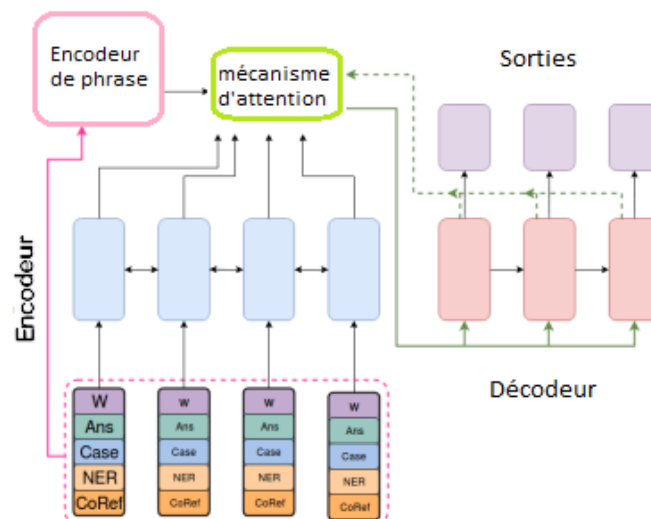 Encodeur
de phrase
mécanisme
d'attention
Sorties
Encodeur
Décodeur
W
Ans
Case
NER
CoRef
w
Ans
Case
NER
CoRef
w
Ans
Case
NER
CoRef
w
Ans
Case
NER
CoRef